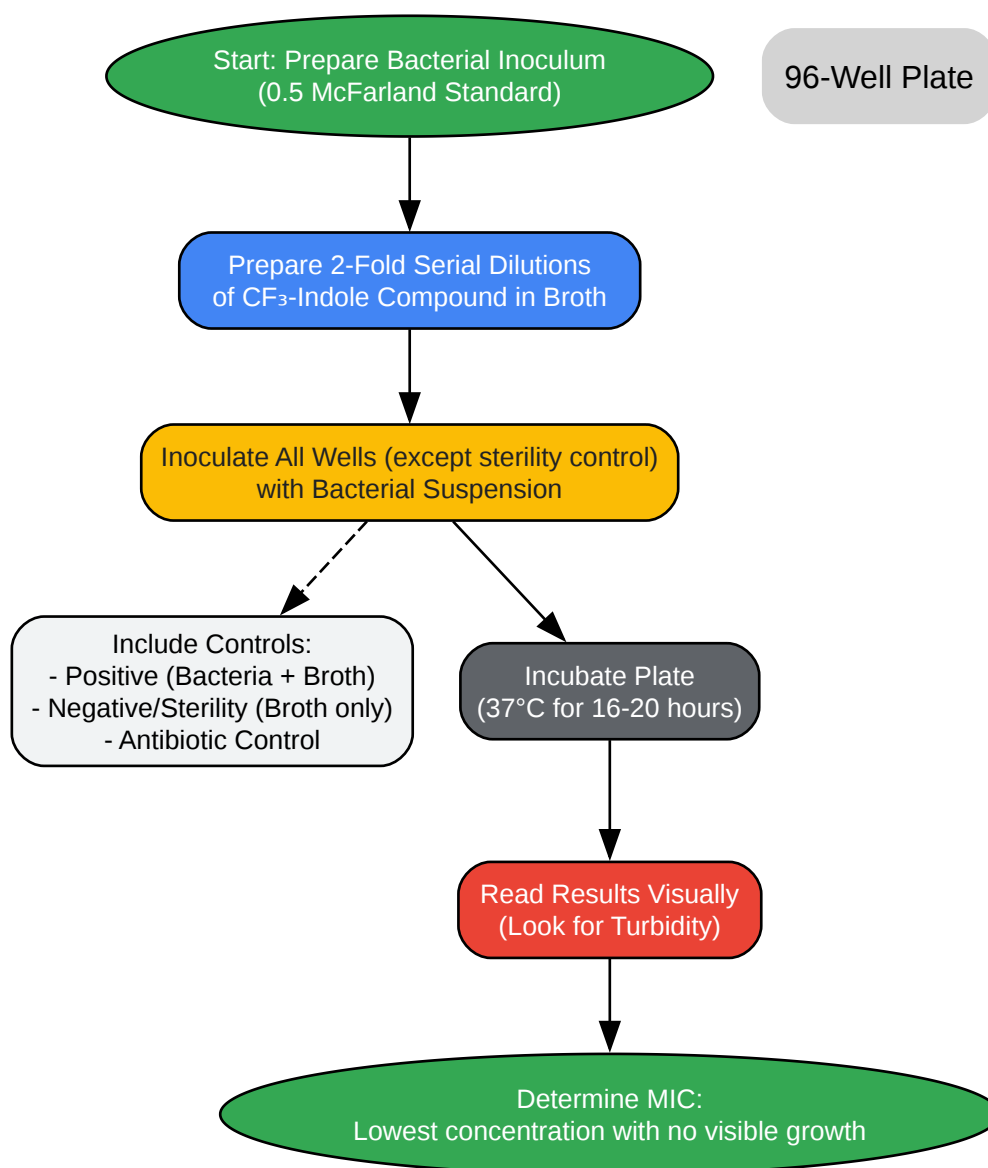 Start: Prepare Bacterial Inoculum
(0.5 McFarland Standard)
96-Well Plate
Prepare 2-Fold Serial Dilutions
of CF₃-Indole Compound in Broth
Inoculate All Wells (except sterility control)
with Bacterial Suspension
Include Controls:
- Positive (Bacteria + Broth)
- Negative/Sterility (Broth only)
- Antibiotic Control
Incubate Plate
(37°C for 16-20 hours)
Read Results Visually
(Look for Turbidity)
Determine MIC:
Lowest concentration with no visible growth